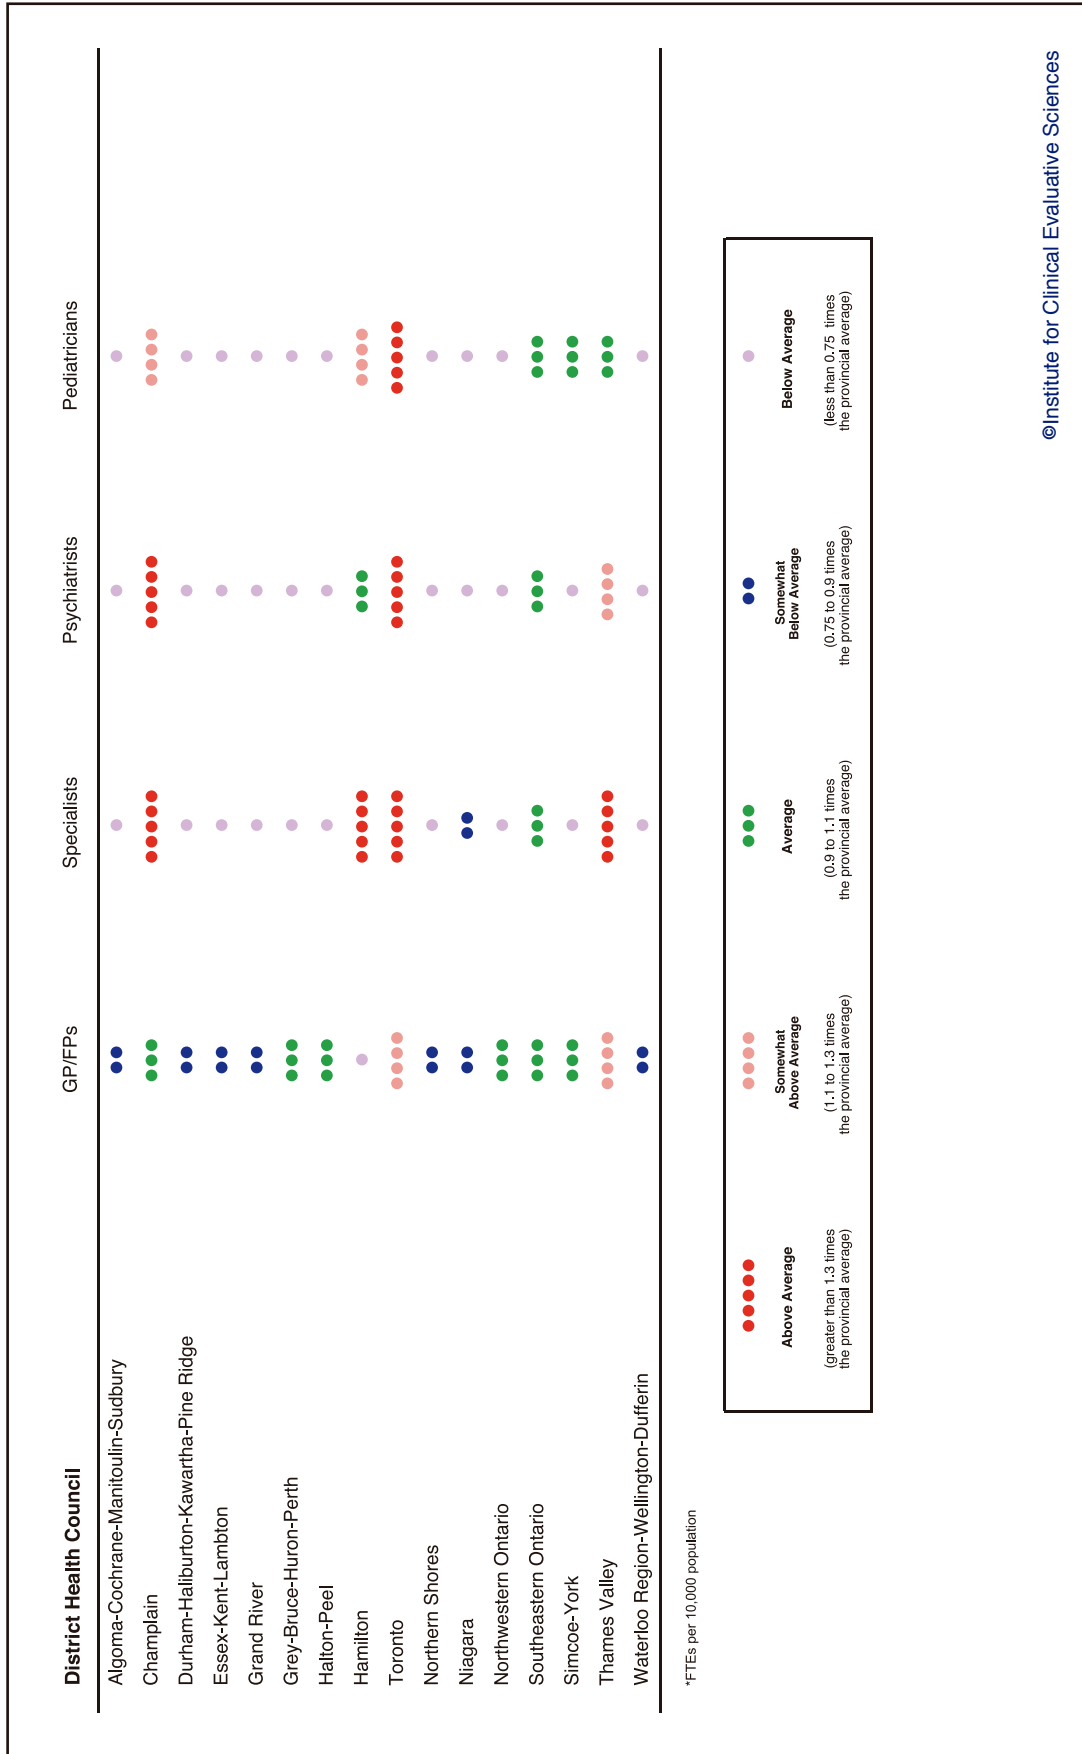 District Health Council
GP/FPs
Specialists
Psychiatrists
Pediatricians
Algoma-Cochrane-Manitoulin-Sudbury
Champlain
Durham-Haliburton-Kawartha-Pine Ridge
Essex-Kent-Lambton
Grand River
Grey-Bruce-Huron-Perth
Halton-Peel
Hamilton
Toronto
Northern Shores
Niagara
Northwestern Ontario
Southeastern Ontario
Simcoe-York
Thames Valley
Waterloo Region-Wellington-Dufferin
*FTEs per 10,000 population
Above Average
(greater than 1.3 times
the provincial average)
Somewhat
Above Average
(1.1 to 1.3 times
the provincial average)
Average
(0.9 to 1.1 times
the provincial average)
Somewhat
Below Average
(0.75 to 0.9 times
the provincial average)
Below Average
(less than 0.75 times
the provincial average)
©Institute for Clinical Evaluative Sciences